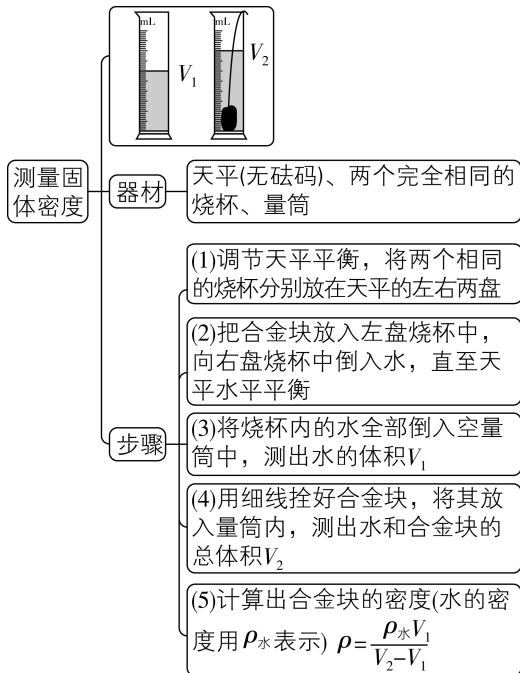 mL
V₁
mL
V₂
测量固
体密度
器材
天平(无砝码)、两个完全相同的
烧杯、量筒
步骤
(1)调节天平平衡，将两个相同
的烧杯分别放在天平的左右两盘
(2)把合金块放入左盘烧杯中，
向右盘烧杯中倒入水，直至天
平水平平衡
(3)将烧杯内的水全部倒入空量
筒中，测出水的体积V₁
(4)用细线拴好合金块，将其放
入量筒内，测出水和合金块的
总体积V₂
(5)计算出合金块的密度(水的密
度用ρ水表示) ρ=ρ水V₁/(V₂−V₁)